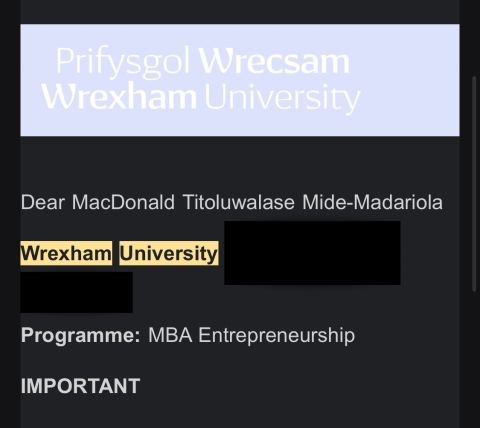 Prifysgol Wrecsam
Wrexham University
Dear MacDonald Titoluwalase Mide-Madariola
Wrexham University
Programme: MBA Entrepreneurship
IMPORTANT